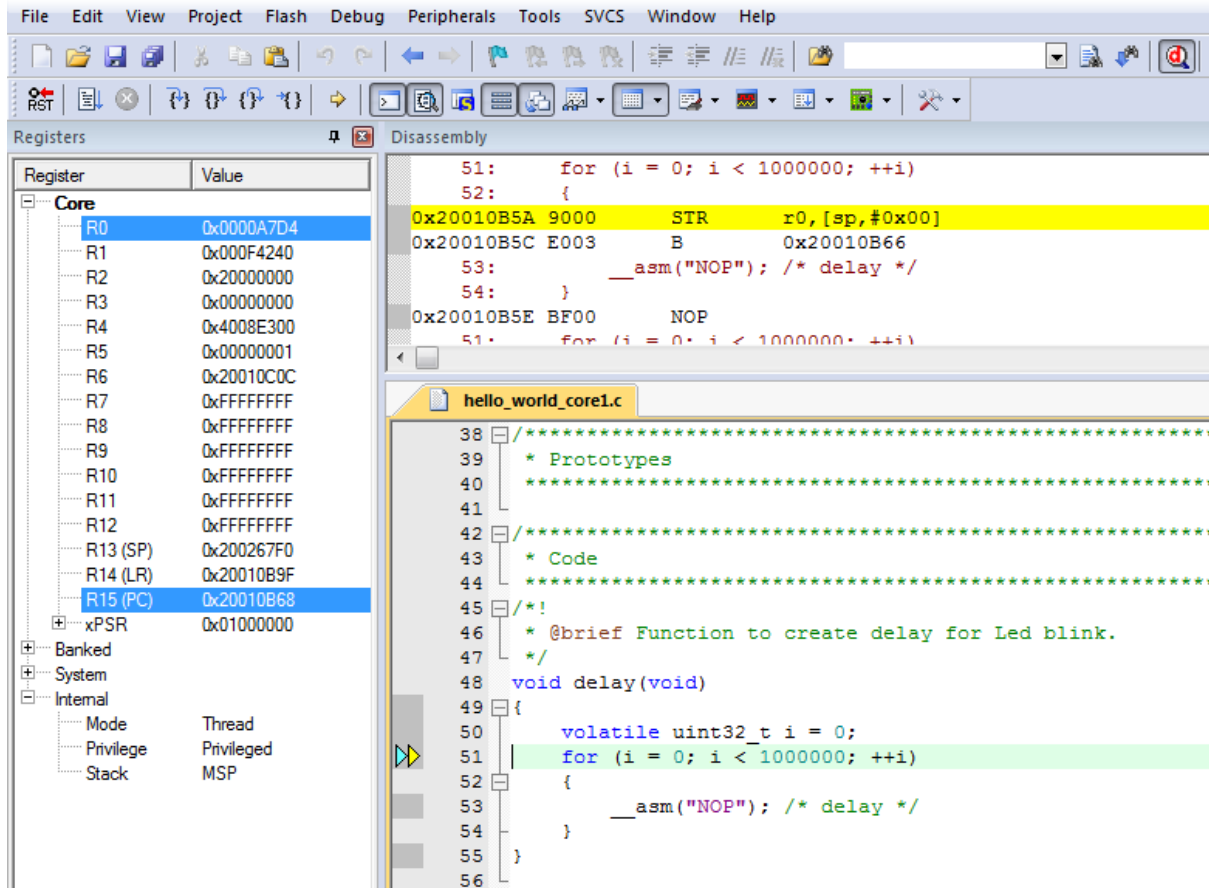 File Edit View Project Flash Debug Peripherals Tools SVCS Window Help
RST
Registers
Register Value
Core
R0 0x0000A7D4
R1 0x000F4240
R2 0x20000000
R3 0x00000000
R4 0x4008E300
R5 0x00000001
R6 0x20010C0C
R7 0xFFFFFFFF
R8 0xFFFFFFFF
R9 0xFFFFFFFF
R10 0xFFFFFFFF
R11 0xFFFFFFFF
R12 0xFFFFFFFF
R13 (SP) 0x200267F0
R14 (LR) 0x20010B9F
R15 (PC) 0x20010B68
xPSR 0x01000000
Banked
System
Internal
Mode Thread
Privilege Privileged
Stack MSP
Disassembly
51: for (i = 0; i < 1000000; ++i)
52: {
0x20010B5A 9000 STR r0,[sp,#0x00]
0x20010B5C E003 B 0x20010B66
53: __asm("NOP"); /* delay */
54: }
0x20010B5E BF00 NOP
51: for (i = 0; i < 1000000; ++i)
hello_world_core1.c
38 /*******************************************************
39 * Prototypes
40 *******************************************************
41
42 /*******************************************************
43 * Code
44 *******************************************************
45 /*!
46 * @brief Function to create delay for Led blink.
47 */
48 void delay(void)
49 {
50 volatile uint32_t i = 0;
51 for (i = 0; i < 1000000; ++i)
52 {
53 __asm("NOP"); /* delay */
54 }
55 }
56